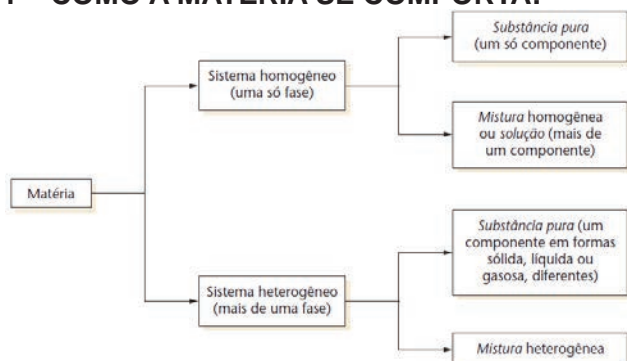 COMO A MATÉRIA SE COMPORTA?
Substância pura
(um só componente)
Sistema homogêneo
(uma só fase)
Mistura homogênea
ou solução (mais de
um componente)
Matéria
Substância pura (um
componente em formas
sólida, líquida ou
gasosa, diferentes)
Sistema heterogêneo
(mais de uma fase)
Mistura heterogênea